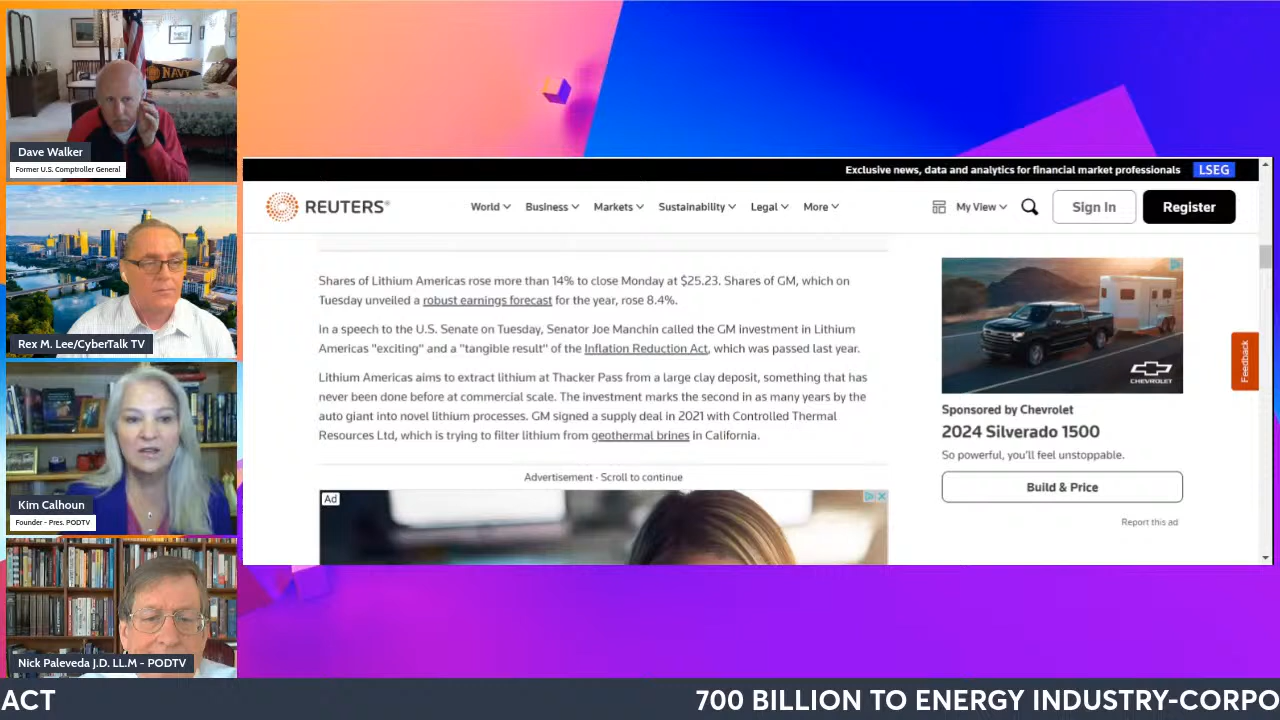 NAVY
Dave Walker
Former U.S. Comptroller General
Rex M. Lee/CyberTalk TV
Kim Calhoun
Founder - Pres. PODTV
Nick Paleveda J.D. LL.M - PODTV
Exclusive news, data and analytics for financial market professionals LSEG
REUTERS®
World Business Markets Sustainability Legal More My View Sign In Register
Shares of Lithium Americas rose more than 14% to close Monday at $25.23. Shares of GM, which on
Tuesday unveiled a robust earnings forecast for the year, rose 8.4%.
In a speech to the U.S. Senate on Tuesday, Senator Joe Manchin called the GM investment in Lithium
Americas "exciting" and a "tangible result" of the Inflation Reduction Act, which was passed last year.
Lithium Americas aims to extract lithium at Thacker Pass from a large clay deposit, something that has
never been done before at commercial scale. The investment marks the second in as many years by the
auto giant into novel lithium processes. GM signed a supply deal in 2021 with Controlled Thermal
Resources Ltd, which is trying to filter lithium from geothermal brines in California.
Advertisement · Scroll to continue
Ad
CHEVROLET
Sponsored by Chevrolet
2024 Silverado 1500
So powerful, you'll feel unstoppable.
Build & Price
Report this ad
Feedback
ACT 700 BILLION TO ENERGY INDUSTRY-CORPO